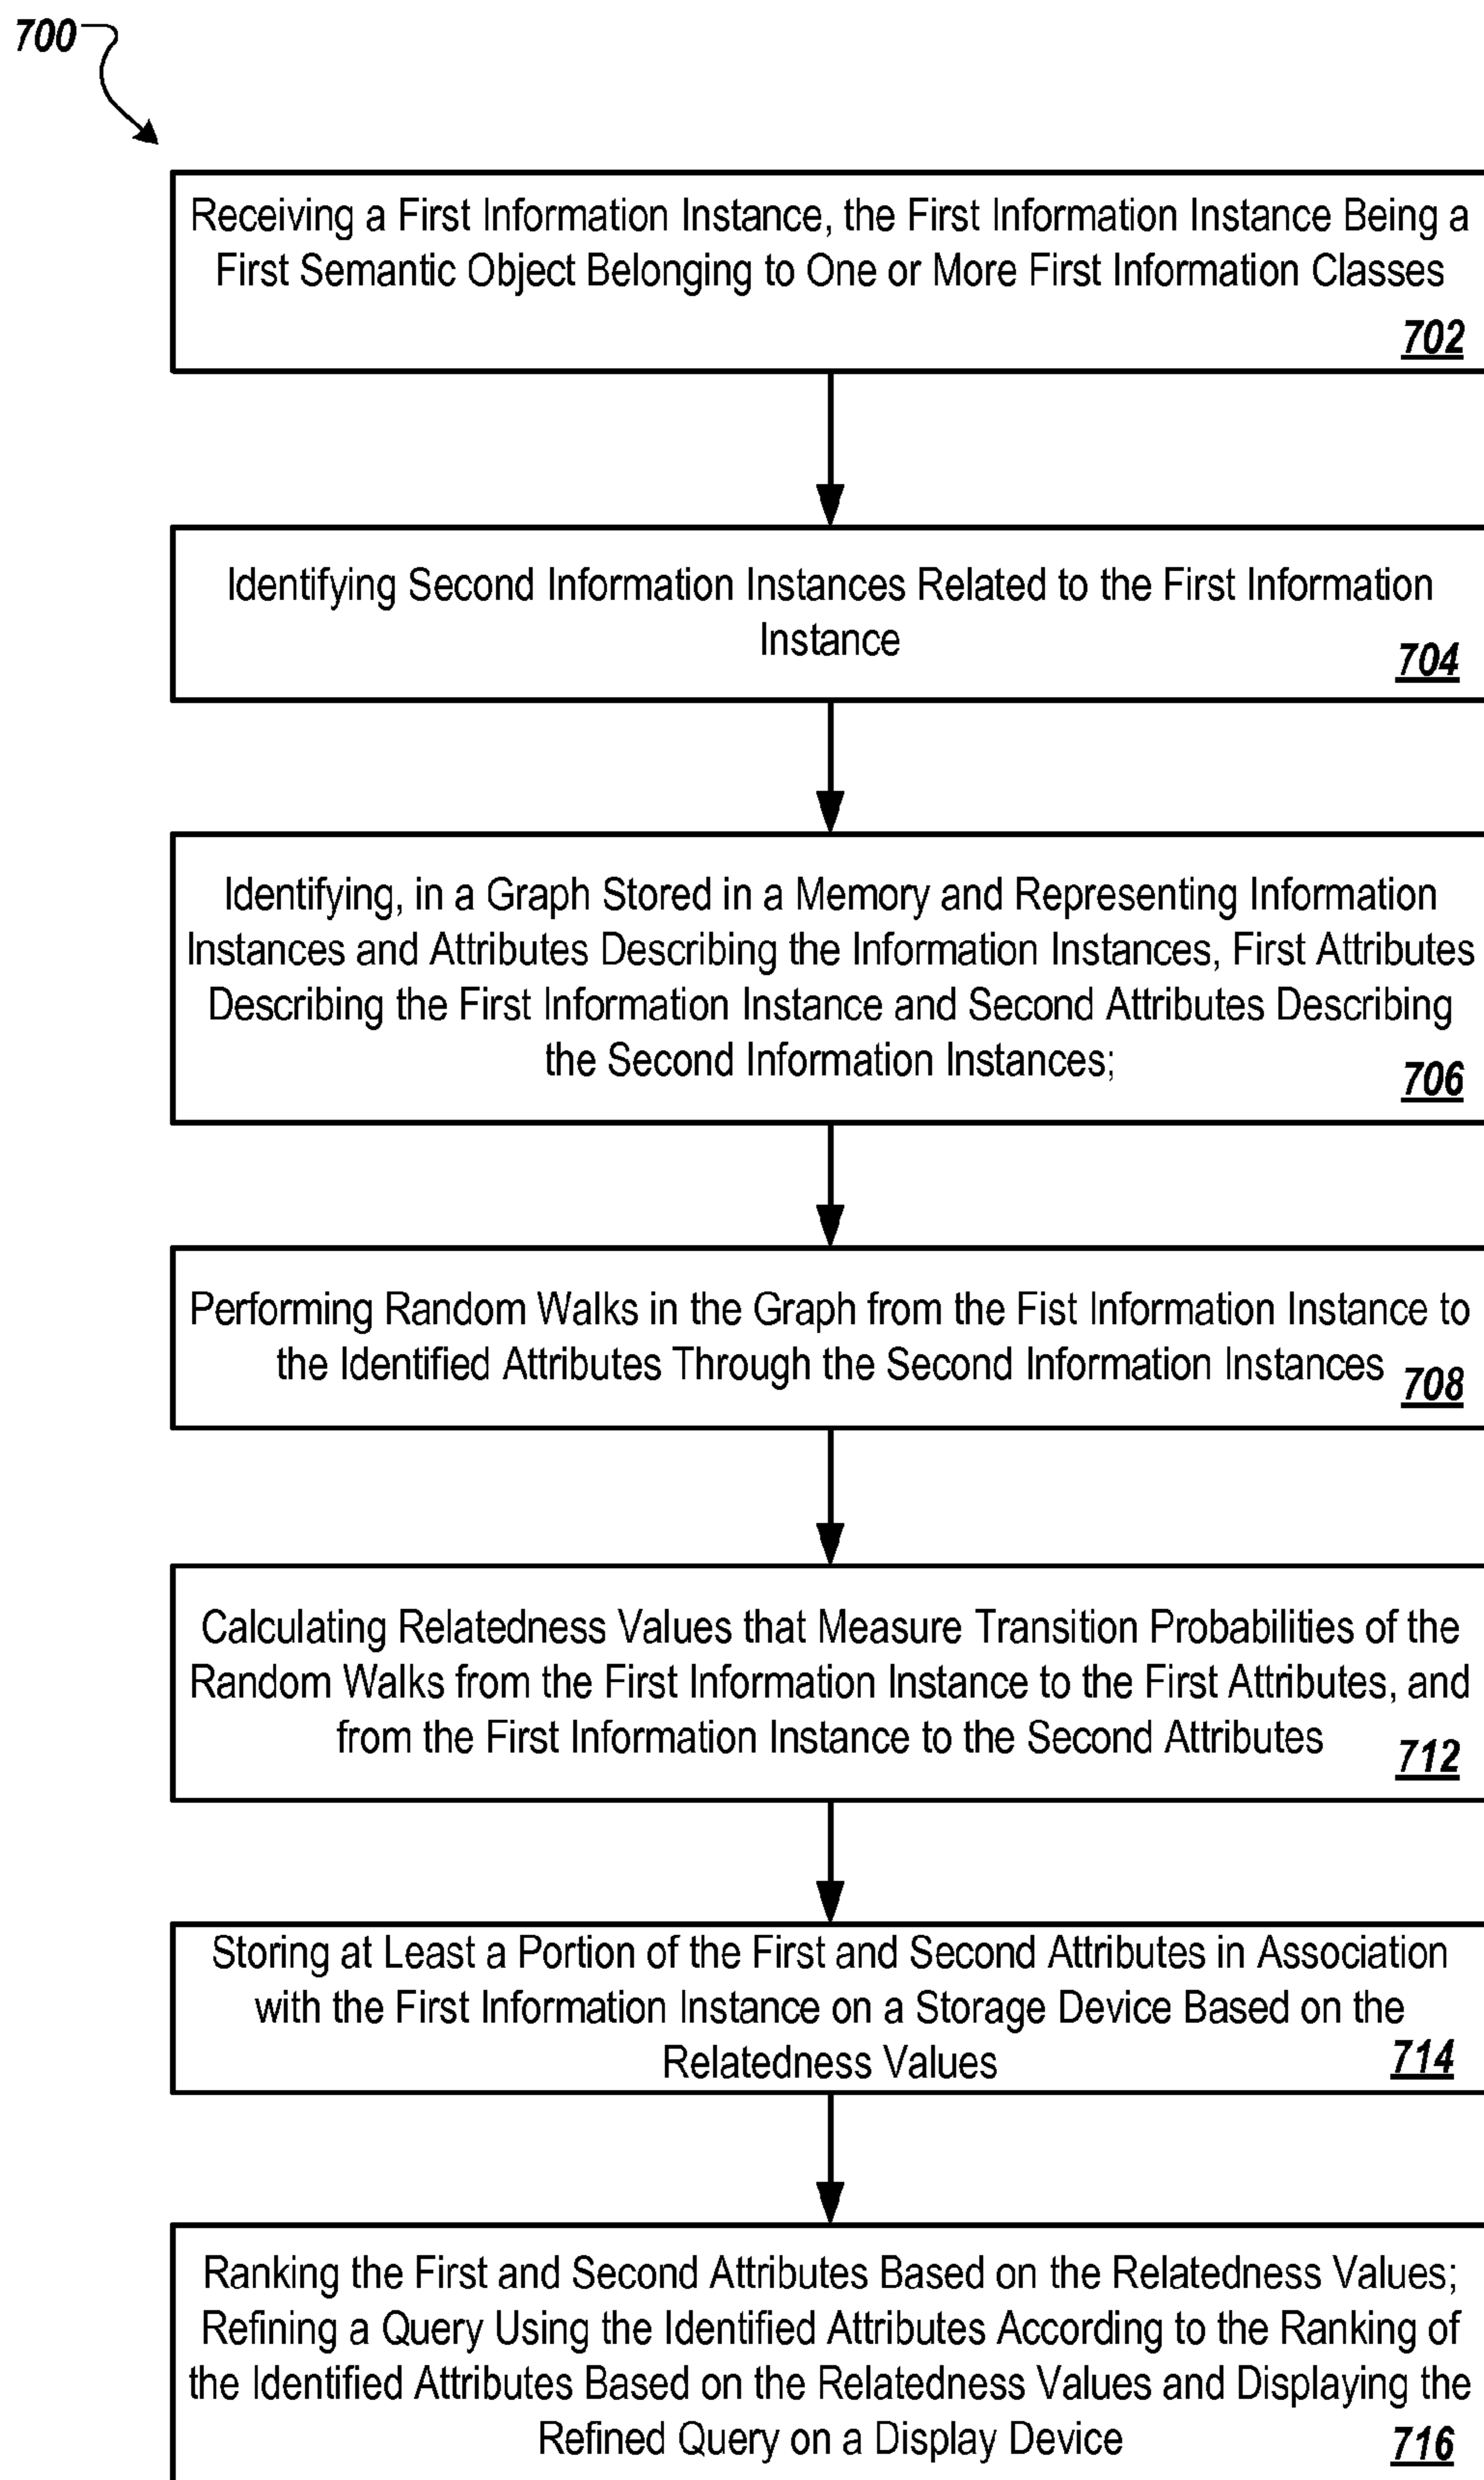 700
Receiving a First Information Instance, the First Information Instance Being a
First Semantic Object Belonging to One or More First Information Classes
702
Identifying Second Information Instances Related to the First Information
Instance
704
Identifying, in a Graph Stored in a Memory and Representing Information
Instances and Attributes Describing the Information Instances, First Attributes
Describing the First Information Instance and Second Attributes Describing
the Second Information Instances;
706
Performing Random Walks in the Graph from the Fist Information Instance to
the Identified Attributes Through the Second Information Instances
708
Calculating Relatedness Values that Measure Transition Probabilities of the
Random Walks from the First Information Instance to the First Attributes, and
from the First Information Instance to the Second Attributes
712
Storing at Least a Portion of the First and Second Attributes in Association
with the First Information Instance on a Storage Device Based on the
Relatedness Values
714
Ranking the First and Second Attributes Based on the Relatedness Values;
Refining a Query Using the Identified Attributes According to the Ranking of
the Identified Attributes Based on the Relatedness Values and Displaying the
Refined Query on a Display Device
716